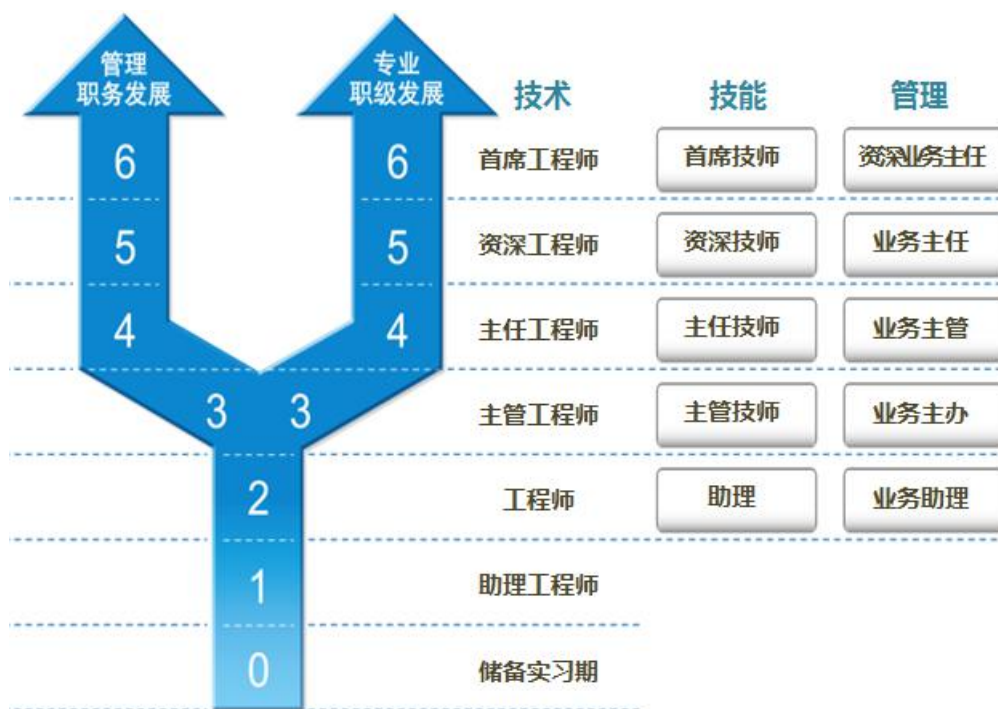 管理
职务发展
专业
职级发展
技术 技能 管理
6 6 首席工程师 首席技师 资深业务主任
5 5 资深工程师 资深技师 业务主任
4 4 主任工程师 主任技师 业务主管
3 3 主管工程师 主管技师 业务主办
2 工程师 助理 业务助理
1 助理工程师
0 储备实习期